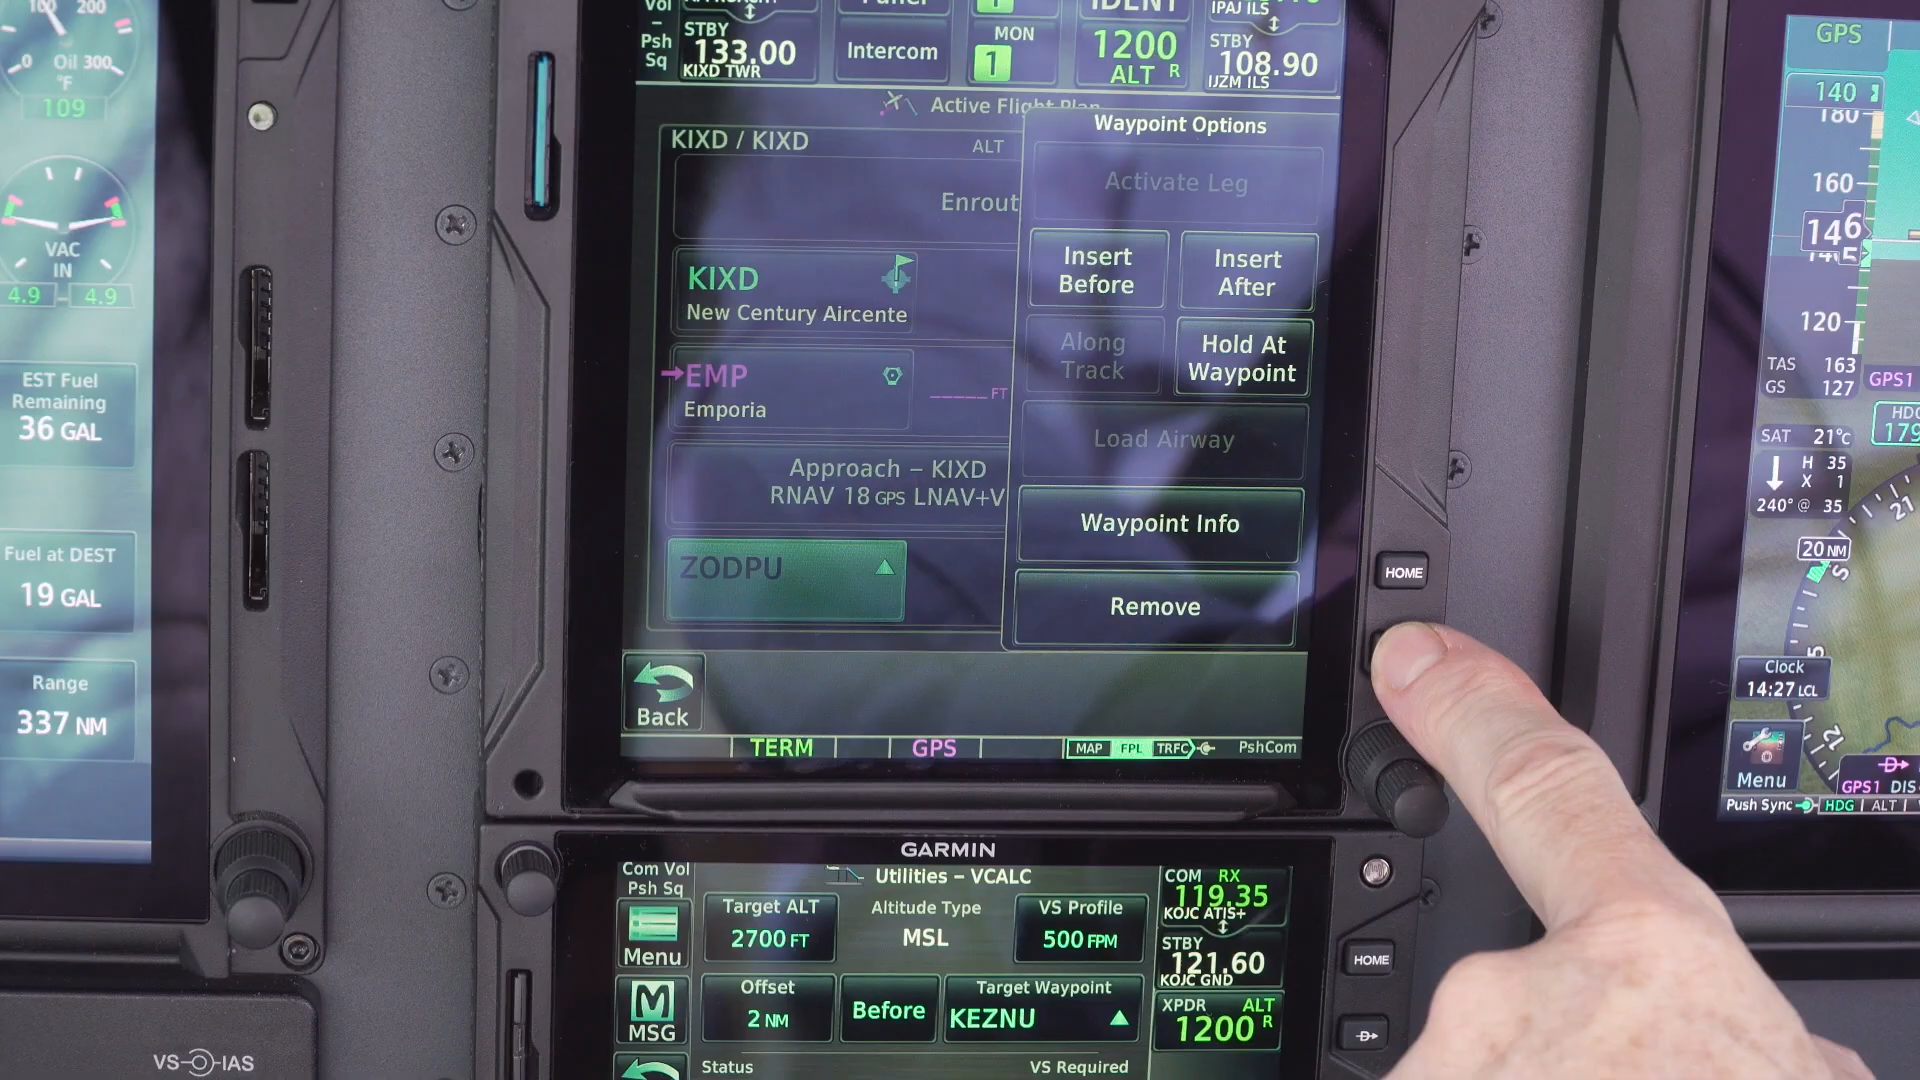 100 200
0 Oil 300
°F
109
VAC
IN
4.9 4.9
EST Fuel
Remaining
36 GAL
Fuel at DEST
19 GAL
Range
337 NM
VS IAS
Vol
Psh
Sq
STBY
133.00
KIXD TWR
Intercom
MON
1
IDENT
1200
ALT R
IPAJ ILS
STBY
108.90
IJZM ILS
Active Flight Plan
KIXD / KIXD
ALT
Enrout
KIXD
New Century Aircente
EMP
Emporia
_____FT
Approach – KIXD
RNAV 18 GPS LNAV+V
ZODPU
Waypoint Options
Activate Leg
Insert
Before
Insert
After
Along
Track
Hold At
Waypoint
Load Airway
Waypoint Info
Remove
Back
TERM
GPS
MAP FPL TRFC
PshCom
HOME
GARMIN
Com Vol
Psh Sq
Menu
MSG
Utilities – VCALC
Target ALT
2700 FT
Altitude Type
MSL
VS Profile
500 FPM
Offset
2 NM
Before
Target Waypoint
KEZNU
Status
VS Required
COM RX
119.35
KOJC ATIS+
STBY
121.60
KOJC GND
XPDR ALT
1200 R
HOME
D
GPS
140
180
160
146
5
120
TAS 163
GS 127
GPS1
179
SAT 21°C
H 35
X 1
240° @ 35
20 NM
S
21
12
Clock
14:27 LCL
Menu
D
GPS1 DIS
Push Sync HDG | ALT |